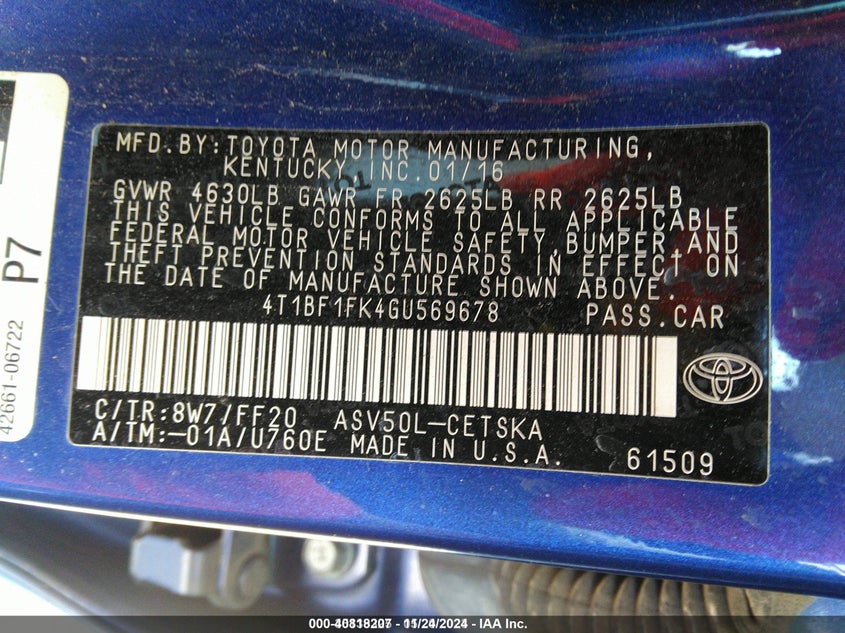 MFD.BY:TOYOTA MOTOR MANUFACTURING,
KENTUCKY INC.01/16
GVWR 4630LB GAWR FR 2625LB RR 2625LB
THIS VEHICLE CONFORMS TO ALL APPLICABLE
FEDERAL MOTOR VEHICLE SAFETY,BUMPER AND
THEFT PREVENTION STANDARDS IN EFFECT ON
THE DATE OF MANUFACTURE SHOWN ABOVE.
4T1BF1FK4GU569678 PASS.CAR
C/TR:8W7/FF20 ASV50L-CETSKA
A/TM:-01A/U760E MADE IN U.S.A. 61509
P7
42661-06722
11/24/2024 - IAA Inc.